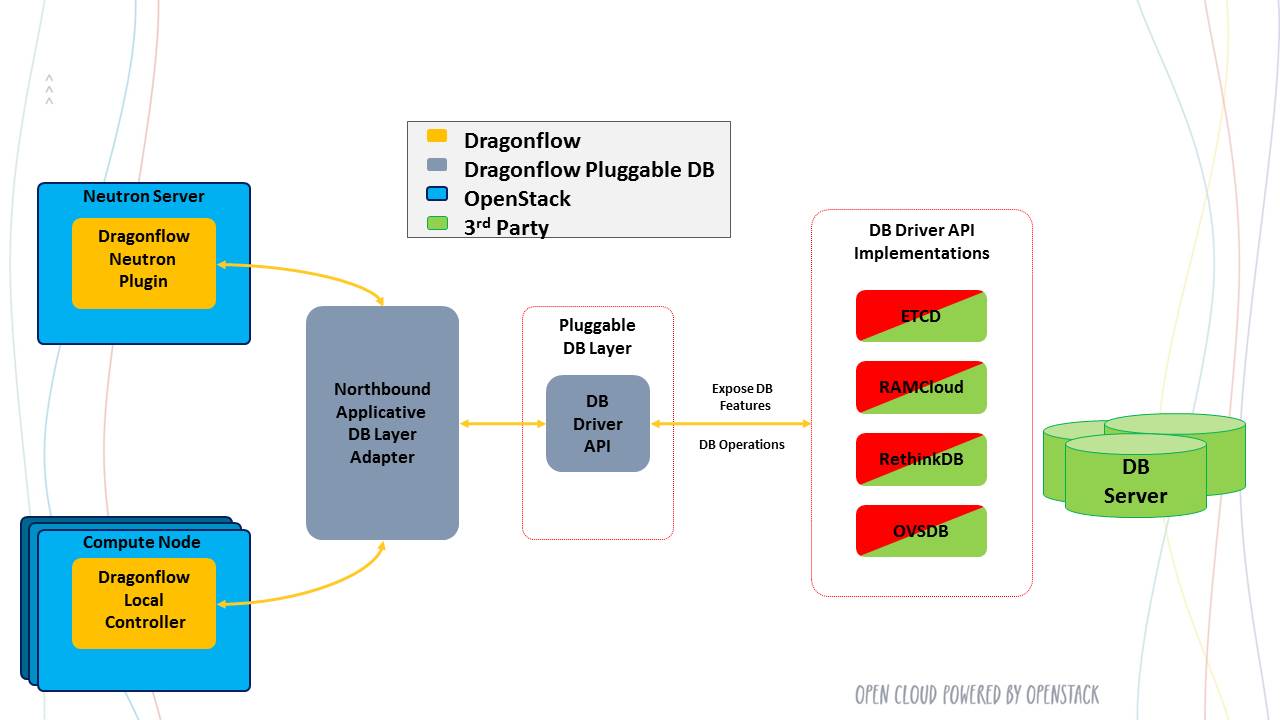 Dragonflow
Dragonflow Pluggable DB
OpenStack
3rd Party
Neutron Server
Dragonflow
Neutron
Plugin
Northbound
Applicative
DB Layer
Adapter
Pluggable
DB Layer
DB
Driver
API
Expose DB
Features
DB Operations
DB Driver API
Implementations
ETCD
RAMCloud
RethinkDB
OVSDB
DB
Server
Compute Node
Dragonflow
Local
Controller
OPEN CLOUD POWERED BY OPENSTACK